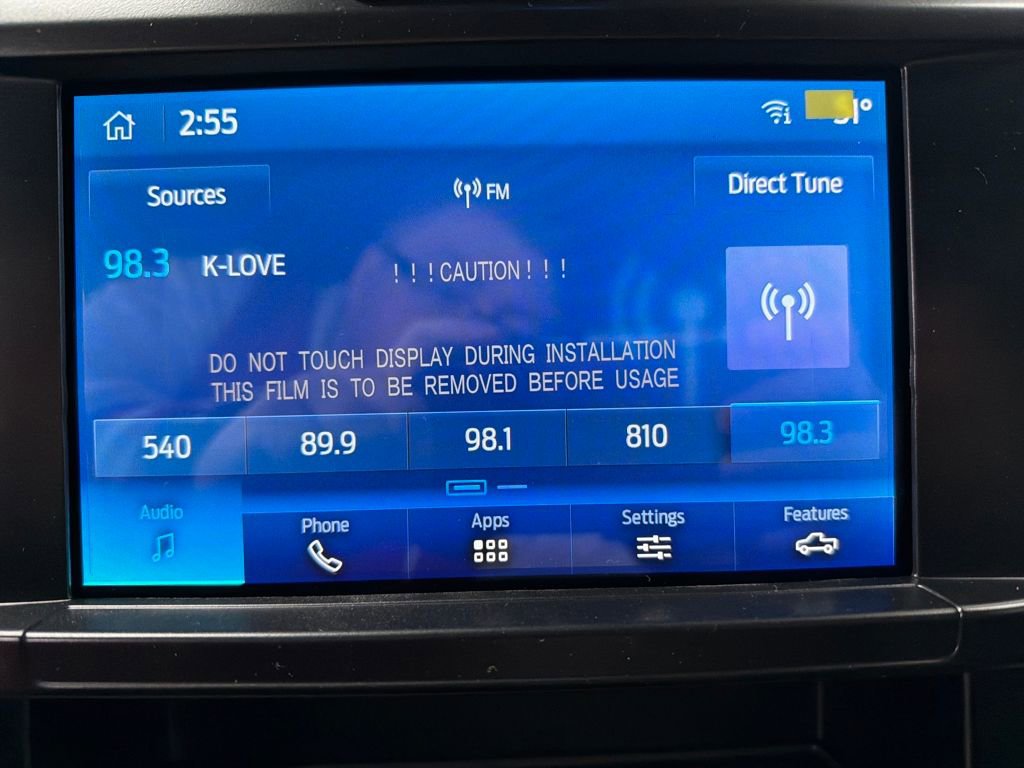 2:55
Sources
FM
Direct Tune
98.3 K-LOVE
! ! ! CAUTION ! ! !
DO NOT TOUCH DISPLAY DURING INSTALLATION
THIS FILM IS TO BE REMOVED BEFORE USAGE
540 89.9 98.1 810 98.3
Audio Phone Apps Settings Features